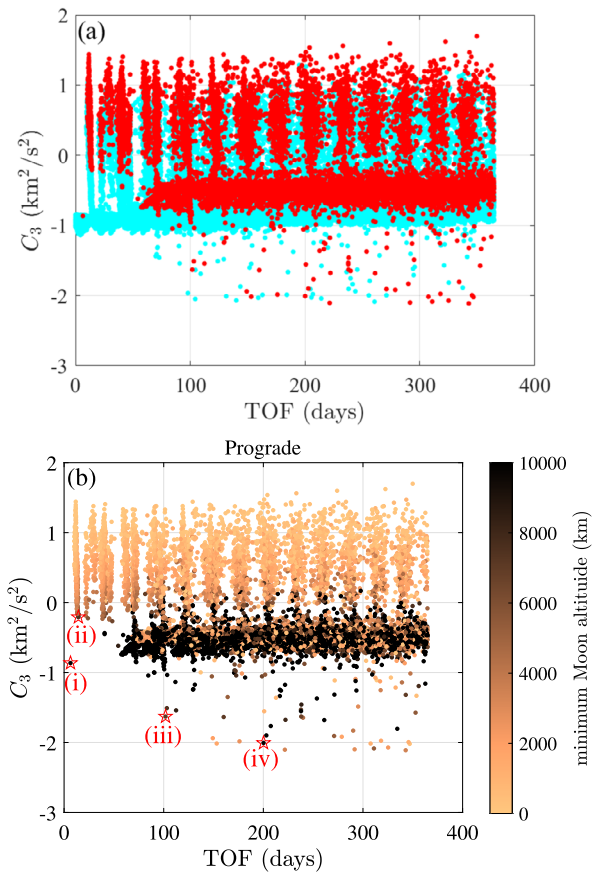 (a)
2
1
0
-1
-2
-3
C₃ (km²/s²)
0 100 200 300 400
TOF (days)
Prograde
(b)
2
1
0
-1
-2
-3
C₃ (km²/s²)
(ii)
(i)
(iii)
(iv)
0 100 200 300 400
TOF (days)
10000
8000
6000
4000
2000
0
minimum Moon altituide (km)